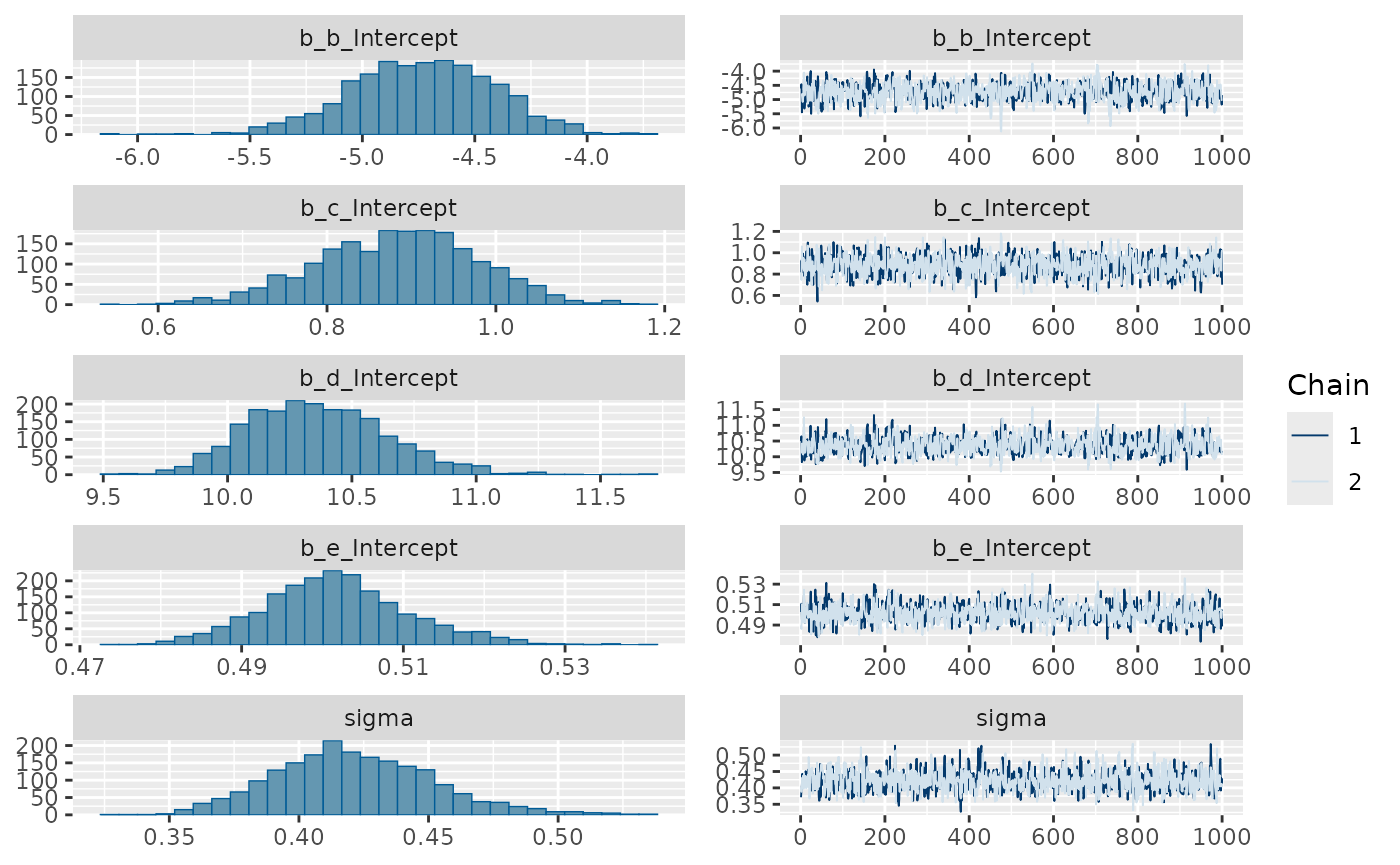 b_b_Intercept
150
100
50
0
-6.0 -5.5 -5.0 -4.5 -4.0
b_b_Intercept
-4.0
-4.5
-5.0
-5.5
-6.0
0 200 400 600 800 1000
b_c_Intercept
150
100
50
0
0.6 0.8 1.0 1.2
b_c_Intercept
1.2
1.0
0.8
0.6
0 200 400 600 800 1000
b_d_Intercept
200
150
100
50
0
9.5 10.0 10.5 11.0 11.5
b_d_Intercept
11.5
11.0
10.5
10.0
9.5
0 200 400 600 800 1000
b_e_Intercept
200
150
100
50
0
0.47 0.49 0.51 0.53
b_e_Intercept
0.53
0.51
0.49
0 200 400 600 800 1000
sigma
200
150
100
50
0
0.35 0.40 0.45 0.50
sigma
0.50
0.45
0.40
0.35
0 200 400 600 800 1000
Chain
1
2